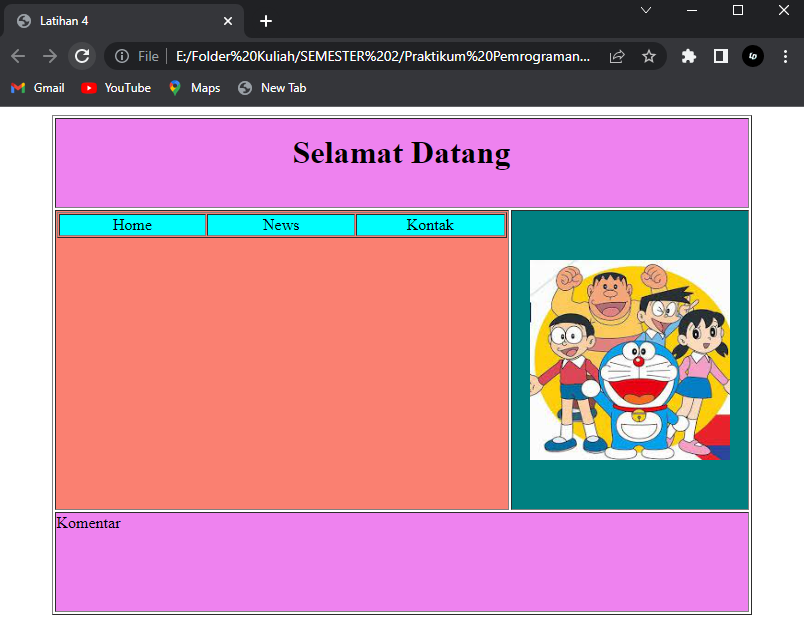 Latihan 4
File E:/Folder%20Kuliah/SEMESTER%202/Praktikum%20Pemrograman...
Gmail YouTube Maps New Tab
Selamat Datang
Home News Kontak
Komentar